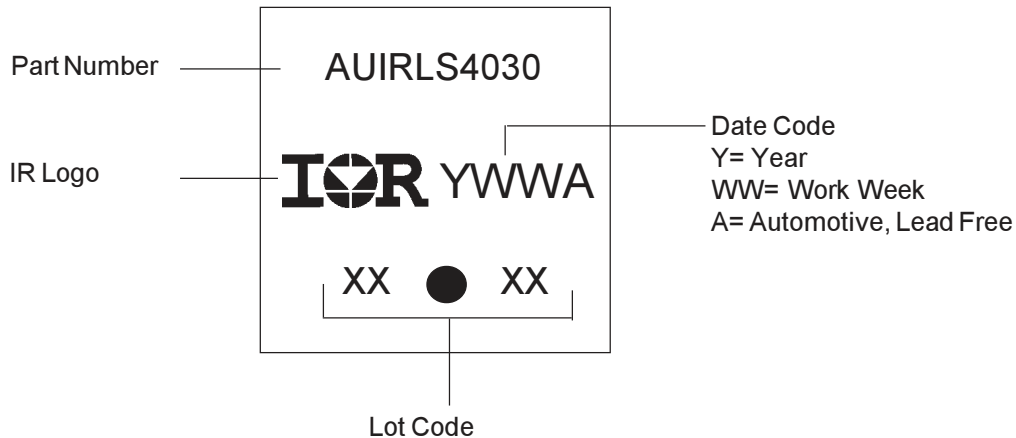 Part Number
AUIRLS4030
IR Logo
IOR YWWA
Date Code
Y= Year
WW= Work Week
A= Automotive, Lead Free
XX ● XX
Lot Code